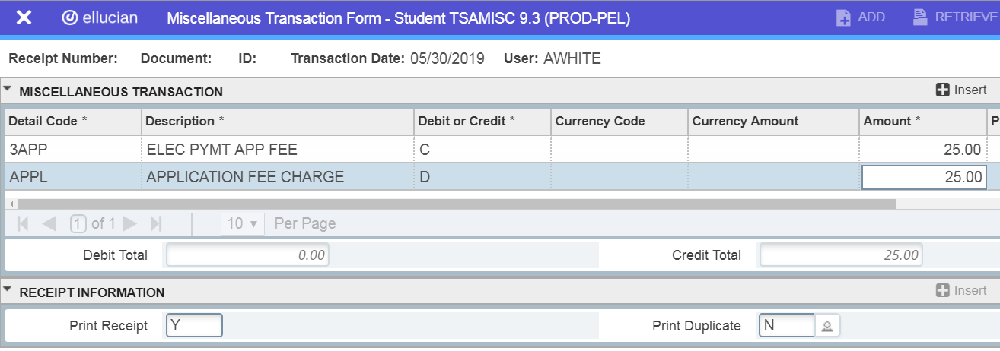 ellucian Miscellaneous Transaction Form - Student TSAMISC 9.3 (PROD-PEL) ADD RETRIEVE
Receipt Number: Document: ID: Transaction Date: 05/30/2019 User: AWHITE
MISCELLANEOUS TRANSACTION Insert
Detail Code * Description * Debit or Credit * Currency Code Currency Amount Amount * P
3APP ELEC PYMT APP FEE C 25.00
APPL APPLICATION FEE CHARGE D 25.00
1 of 1 10 Per Page
Debit Total 0.00 Credit Total 25.00
RECEIPT INFORMATION Insert
Print Receipt Y Print Duplicate N